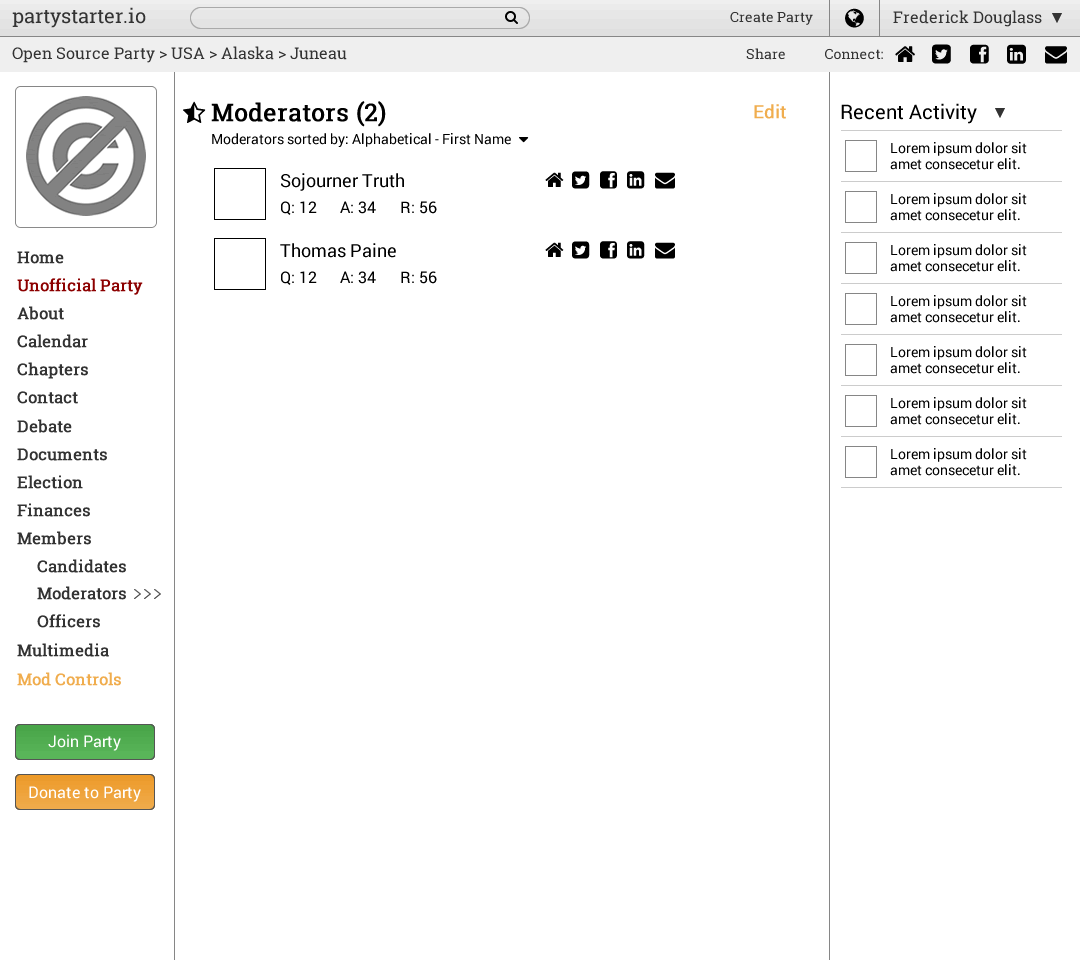 partystarter.io
Create Party
Frederick Douglass ▼
Open Source Party > USA > Alaska > Juneau
Share
Connect:
Home
Unofficial Party
About
Calendar
Chapters
Contact
Debate
Documents
Election
Finances
Members
Candidates
Moderators >>>
Officers
Multimedia
Mod Controls
Join Party
Donate to Party
Moderators (2)
Edit
Moderators sorted by: Alphabetical - First Name
Sojourner Truth
Q: 12 A: 34 R: 56
Thomas Paine
Q: 12 A: 34 R: 56
Recent Activity ▼
Lorem ipsum dolor sit
amet consecetur elit.
Lorem ipsum dolor sit
amet consecetur elit.
Lorem ipsum dolor sit
amet consecetur elit.
Lorem ipsum dolor sit
amet consecetur elit.
Lorem ipsum dolor sit
amet consecetur elit.
Lorem ipsum dolor sit
amet consecetur elit.
Lorem ipsum dolor sit
amet consecetur elit.